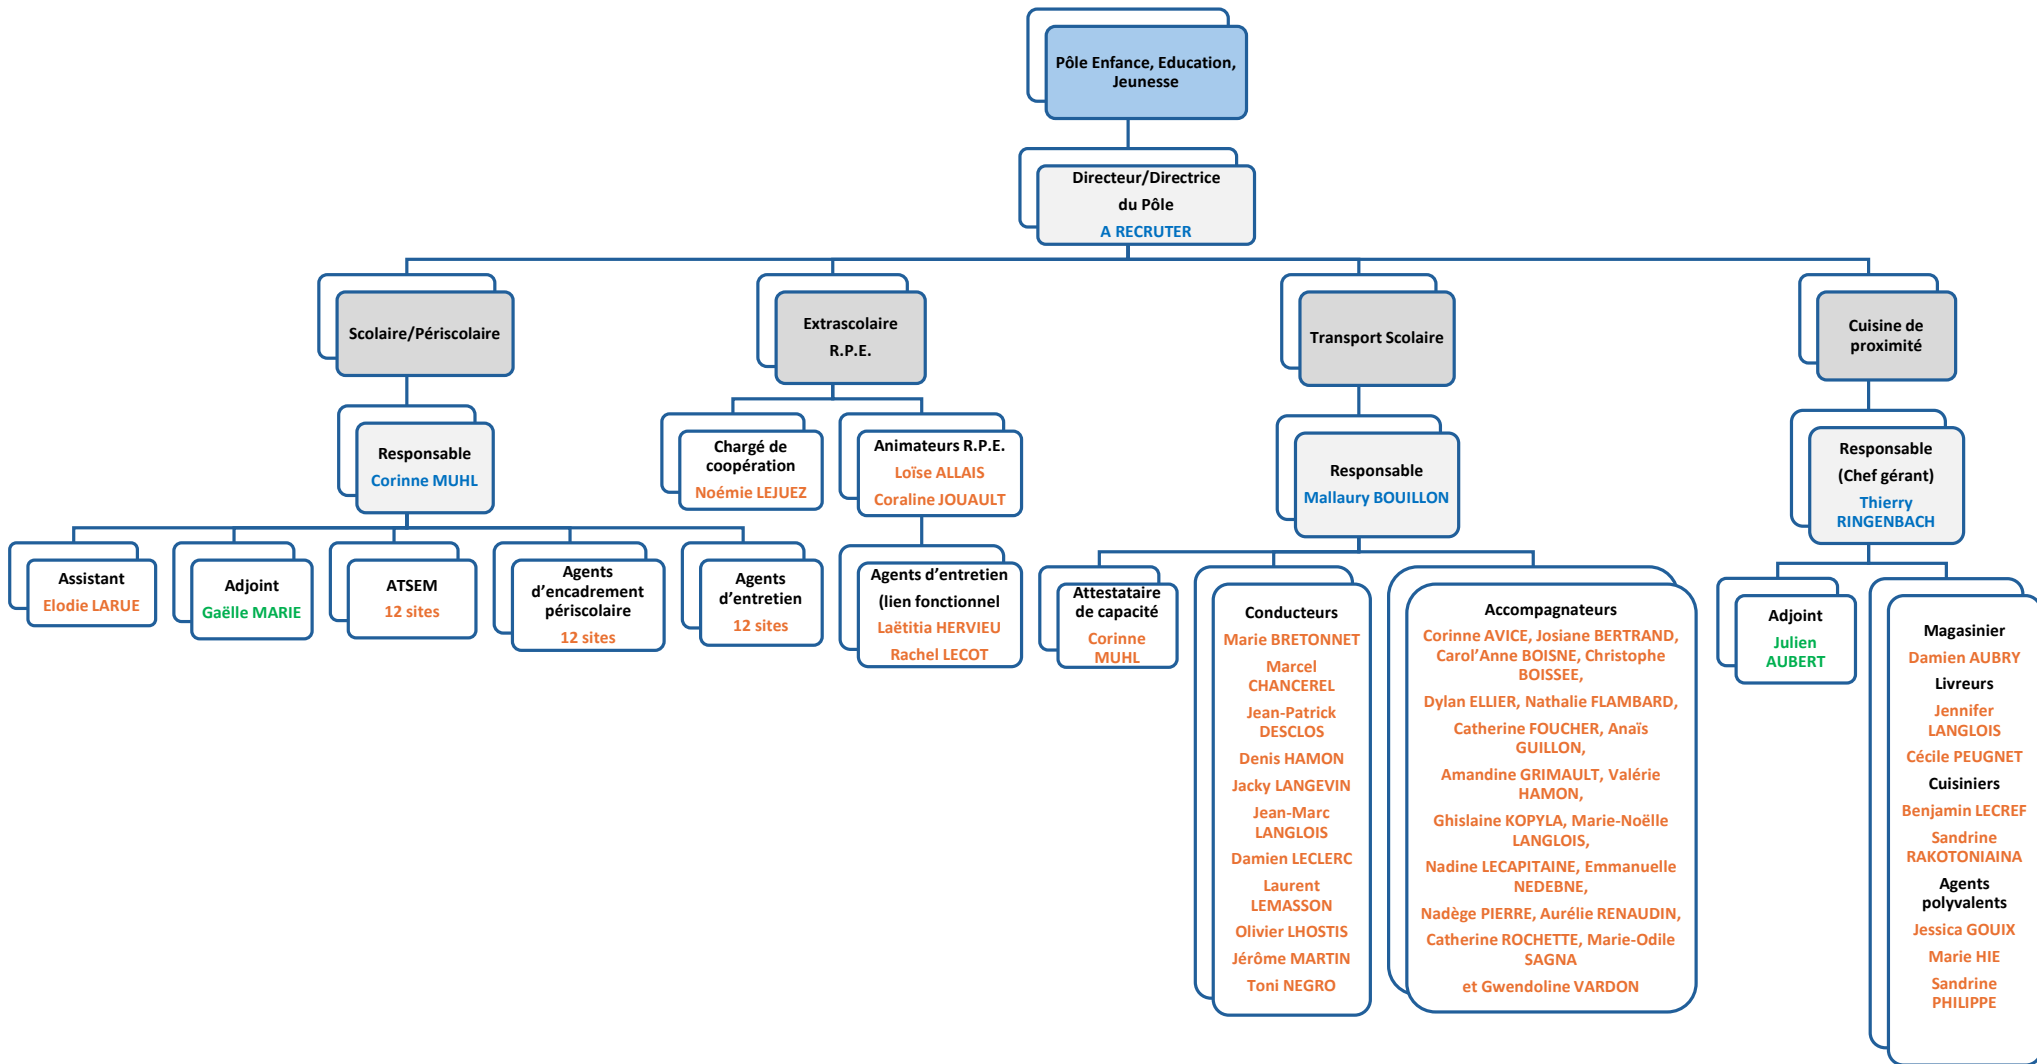 Pôle Enfance, Education,
Jeunesse
Directeur/Directrice
du Pôle
A RECRUTER
Scolaire/Périscolaire
Extrascolaire
R.P.E.
Transport Scolaire
Cuisine de
proximité
Responsable
Corinne MUHL
Chargé de
coopération
Noémie LEJUEZ
Animateurs R.P.E.
Loïse ALLAIS
Coraline JOUAULT
Responsable
Mallaury BOUILLON
Responsable
(Chef gérant)
Thierry
RINGENBACH
Assistant
Elodie LARUE
Adjoint
Gaëlle MARIE
ATSEM
12 sites
Agents
d’encadrement
périscolaire
12 sites
Agents
d’entretien
12 sites
Agents d’entretien
(lien fonctionnel
Laëtitia HERVIEU
Rachel LECOT
Attestataire
de capacité
Corinne
MUHL
Conducteurs
Marie BRETONNET
Marcel
CHANCEREL
Jean-Patrick
DESCLOS
Denis HAMON
Jacky LANGEVIN
Jean-Marc
LANGLOIS
Damien LECLERC
Laurent
LEMASSON
Olivier LHOSTIS
Jérôme MARTIN
Toni NEGRO
Accompagnateurs
Corinne AVICE, Josiane BERTRAND,
Carol’Anne BOISNE, Christophe
BOISSEE,
Dylan ELLIER, Nathalie FLAMBARD,
Catherine FOUCHER, Anaïs
GUILLON,
Amandine GRIMAULT, Valérie
HAMON,
Ghislaine KOPYLA, Marie-Noëlle
LANGLOIS,
Nadine LECAPITAINE, Emmanuelle
NEDEBNE,
Nadège PIERRE, Aurélie RENAUDIN,
Catherine ROCHETTE, Marie-Odile
SAGNA
et Gwendoline VARDON
Adjoint
Julien
AUBERT
Magasinier
Damien AUBRY
Livreurs
Jennifer
LANGLOIS
Cécile PEUGNET
Cuisiniers
Benjamin LECREF
Sandrine
RAKOTONIAINA
Agents
polyvalents
Jessica GOUIX
Marie HIE
Sandrine
PHILIPPE